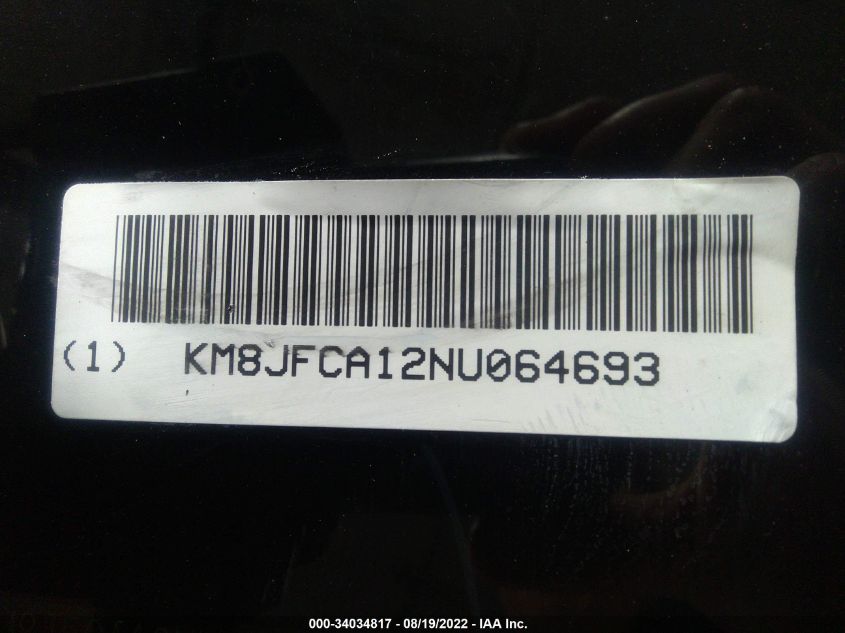 (1) KM8JFCA12NU064693
000-34034817 - 08/19/2022 - IAA Inc.